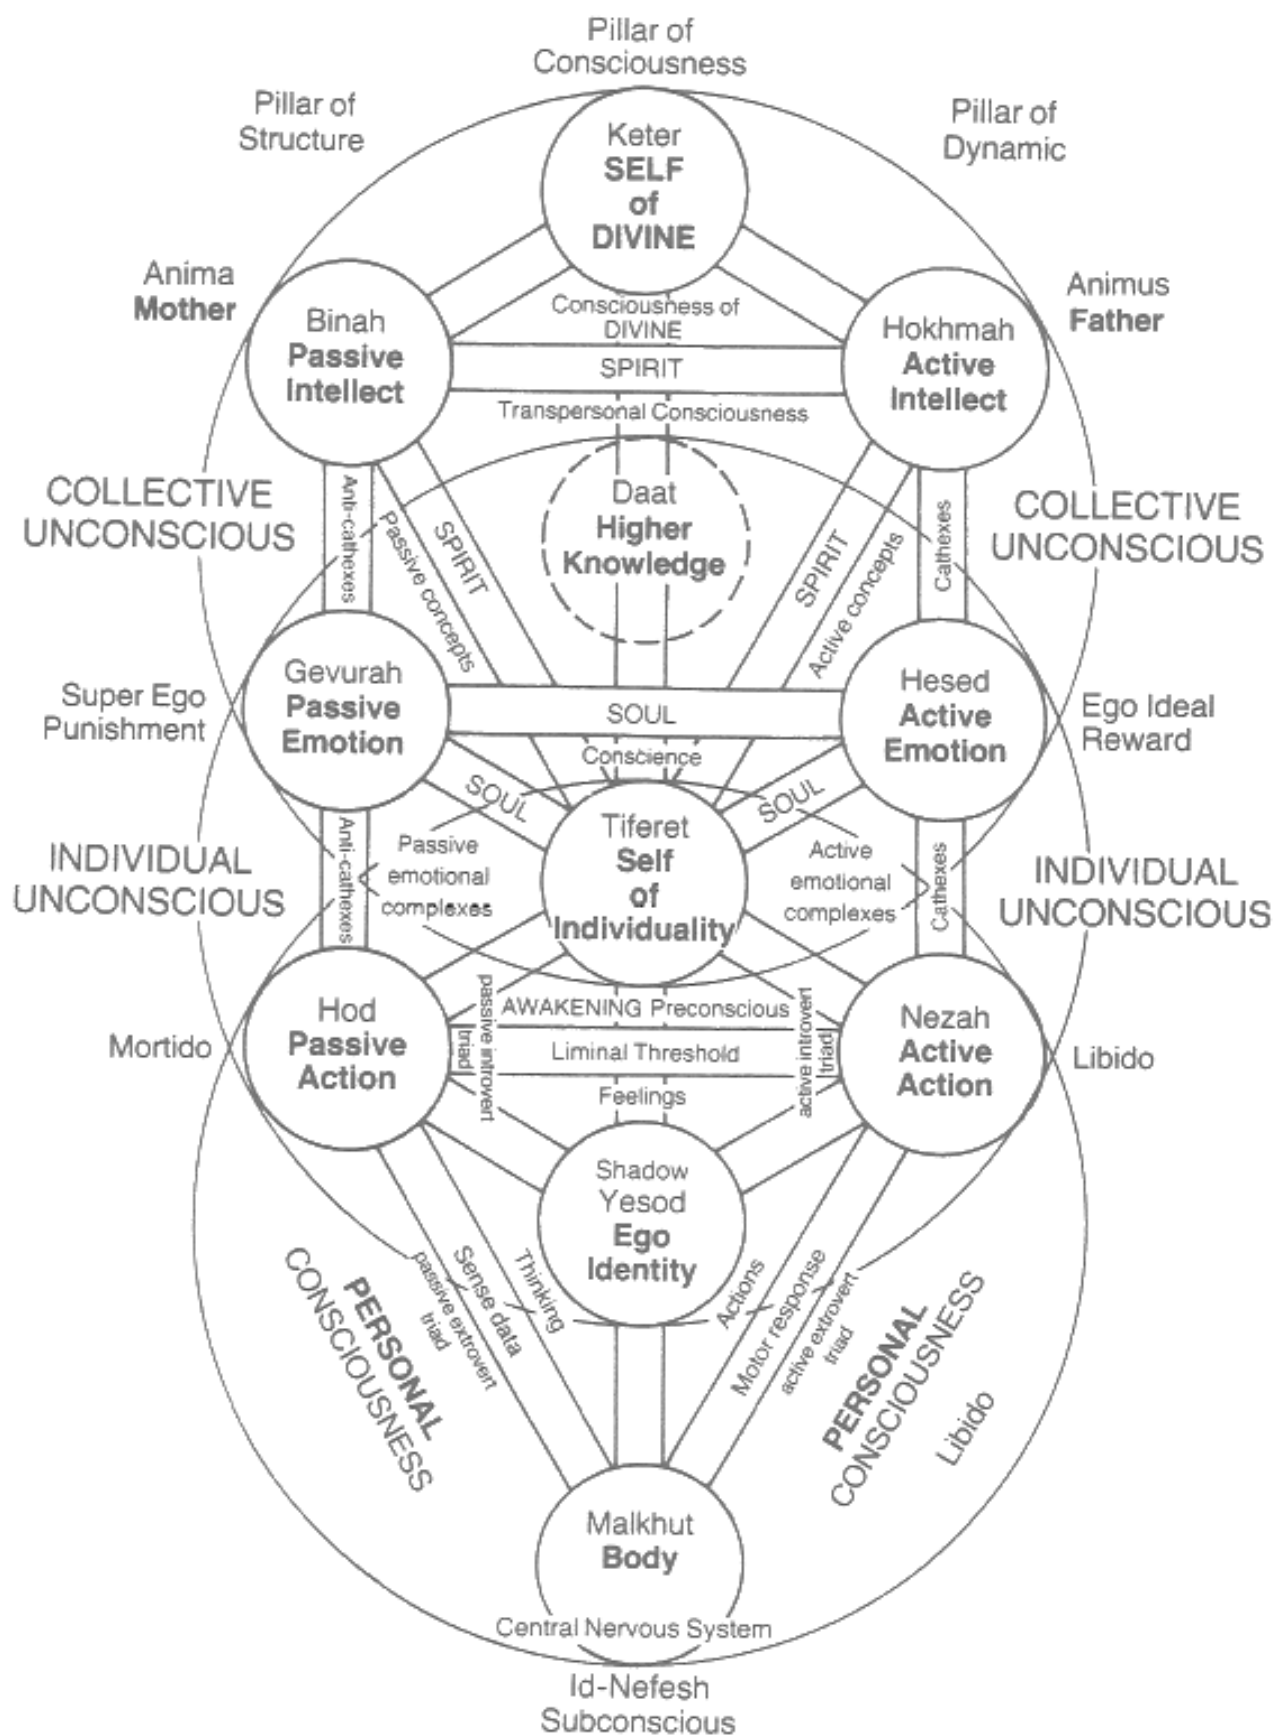 Pillar of
Consciousness
Pillar of
Structure
Pillar of
Dynamic
Keter
SELF
of
DIVINE
Anima
Mother
Animus
Father
Binah
Passive
Intellect
Consciousness of
DIVINE
Hokhmah
Active
Intellect
SPIRIT
Transpersonal Consciousness
COLLECTIVE
UNCONSCIOUS
Anti-cathexes
Passive concepts
SPIRIT
Daat
Higher
Knowledge
SPIRIT
Active concepts
Cathexes
COLLECTIVE
UNCONSCIOUS
Super Ego
Punishment
Gevurah
Passive
Emotion
SOUL
Conscience
Hesed
Active
Emotion
Ego Ideal
Reward
SOUL
SOUL
INDIVIDUAL
UNCONSCIOUS
Anti-cathexes
Passive
emotional
complexes
Tiferet
Self
of
Individuality
Active
emotional
complexes
Cathexes
INDIVIDUAL
UNCONSCIOUS
Mortido
Hod
Passive
Action
passive introvert
triad
AWAKENING Preconscious
Liminal Threshold
Feelings
active introvert
triad
Nezah
Active
Action
Libido
Shadow
Yesod
Ego
Identity
PERSONAL
CONSCIOUSNESS
passive extrovert
triad
Sense data
Thinking
Actions
Motor response
active extrovert
triad
PERSONAL
CONSCIOUSNESS
Libido
Malkhut
Body
Central Nervous System
Id-Nefesh
Subconscious